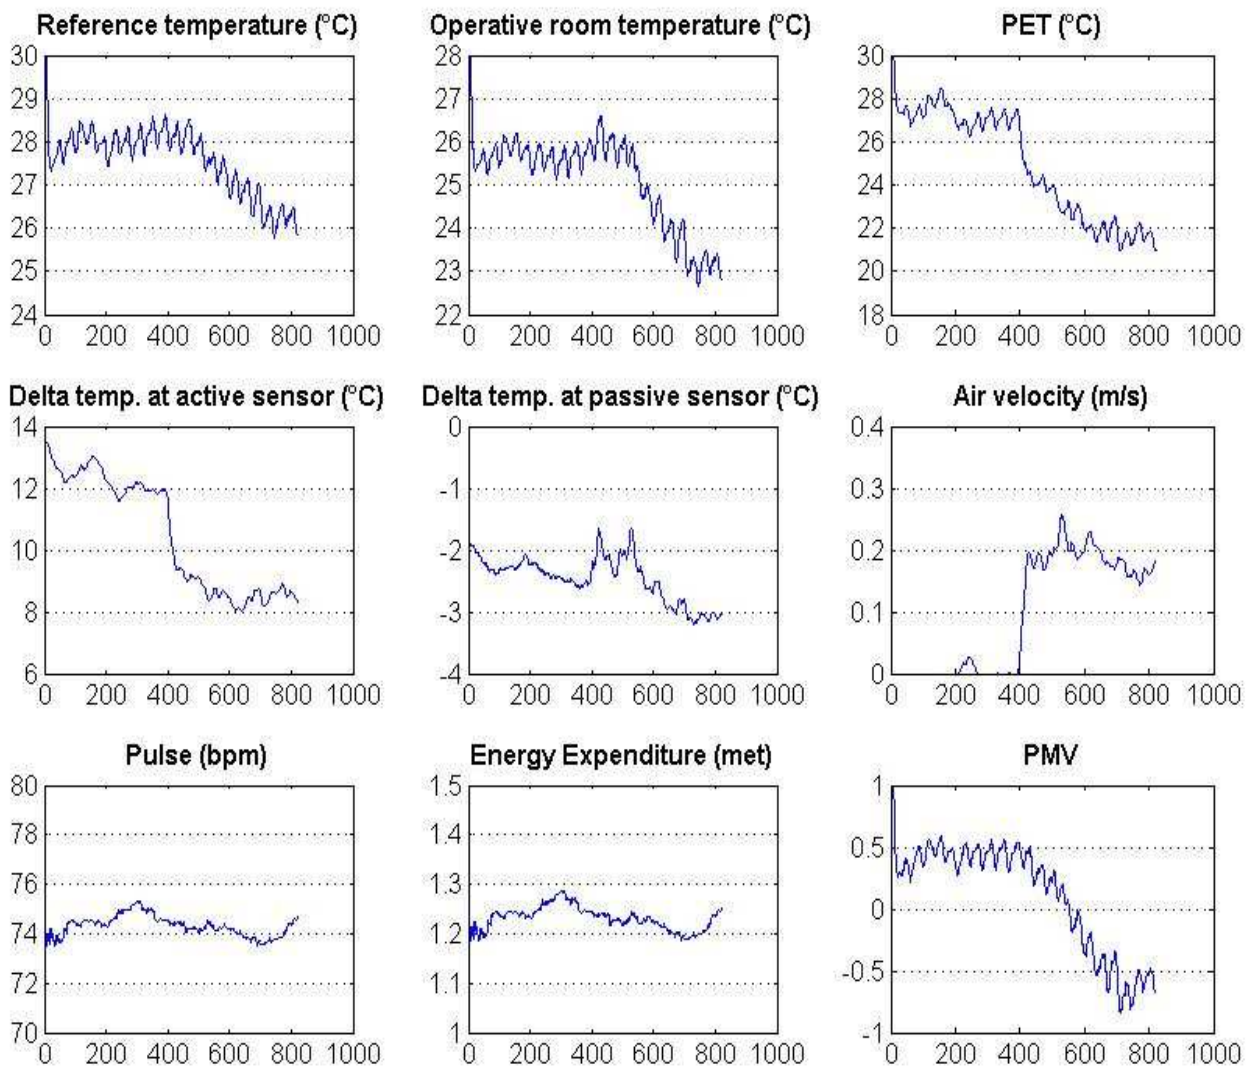 Reference temperature (°C)
30
29
28
27
26
25
24
0 200 400 600 800 1000
Operative room temperature (°C)
28
27
26
25
24
23
22
0 200 400 600 800 1000
PET (°C)
30
28
26
24
22
20
18
0 200 400 600 800 1000
Delta temp. at active sensor (°C)
14
12
10
8
6
0 200 400 600 800 1000
Delta temp. at passive sensor (°C)
0
-1
-2
-3
-4
0 200 400 600 800 1000
Air velocity (m/s)
0.4
0.3
0.2
0.1
0
0 200 400 600 800 1000
Pulse (bpm)
80
78
76
74
72
70
0 200 400 600 800 1000
Energy Expenditure (met)
1.5
1.4
1.3
1.2
1.1
1
0 200 400 600 800 1000
PMV
1
0.5
0
-0.5
-1
0 200 400 600 800 1000